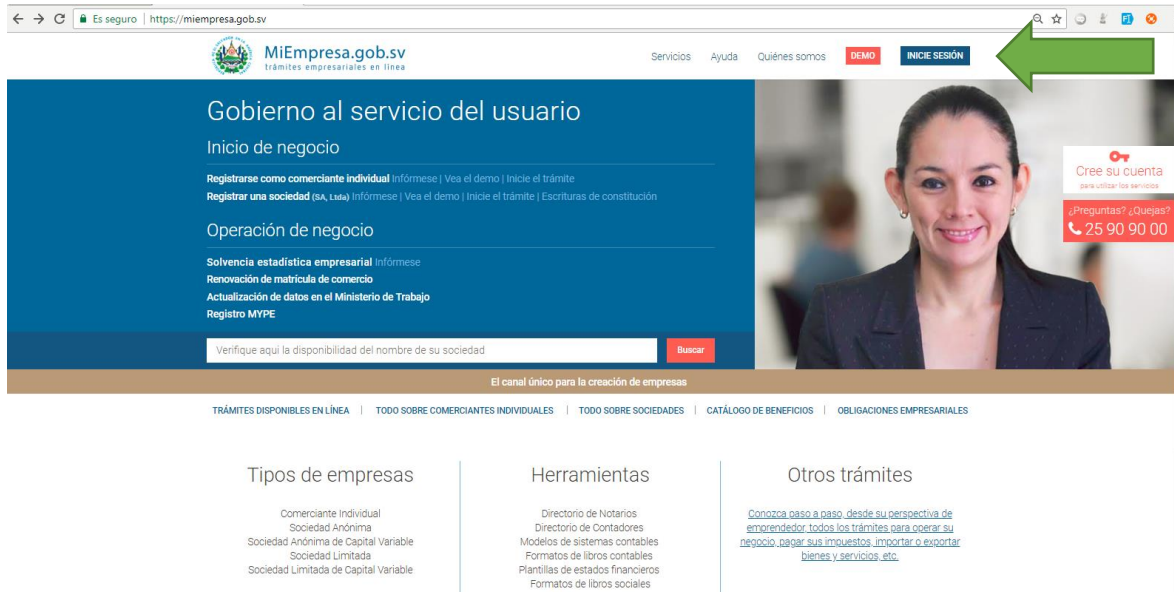 Es seguro | https://miempresa.gob.sv
MiEmpresa.gob.sv
trámites empresariales en línea
Servicios Ayuda Quiénes somos DEMO INICIE SESIÓN
Gobierno al servicio del usuario
Inicio de negocio
Registrarse como comerciante individual Infórmese | Vea el demo | Inicie el trámite
Registrar una sociedad (SA, Ltda) Infórmese | Vea el demo | Inicie el trámite | Escrituras de constitución
Operación de negocio
Solvencia estadística empresarial Infórmese
Renovación de matrícula de comercio
Actualización de datos en el Ministerio de Trabajo
Registro MYPE
Verifique aqui la disponibilidad del nombre de su sociedad Buscar
Cree su cuenta
para utilizar los servicios
¿Preguntas? ¿Quejas?
25 90 90 00
El canal único para la creación de empresas
TRÁMITES DISPONIBLES EN LÍNEA | TODO SOBRE COMERCIANTES INDIVIDUALES | TODO SOBRE SOCIEDADES | CATÁLOGO DE BENEFICIOS | OBLIGACIONES EMPRESARIALES
Tipos de empresas
Comerciante Individual
Sociedad Anónima
Sociedad Anónima de Capital Variable
Sociedad Limitada
Sociedad Limitada de Capital Variable
Herramientas
Directorio de Notarios
Directorio de Contadores
Modelos de sistemas contables
Formatos de libros contables
Plantillas de estados financieros
Formatos de libros sociales
Otros trámites
Conozca paso a paso, desde su perspectiva de
emprendedor, todos los trámites para operar su
negocio, pagar sus impuestos, importar o exportar
bienes y servicios, etc.